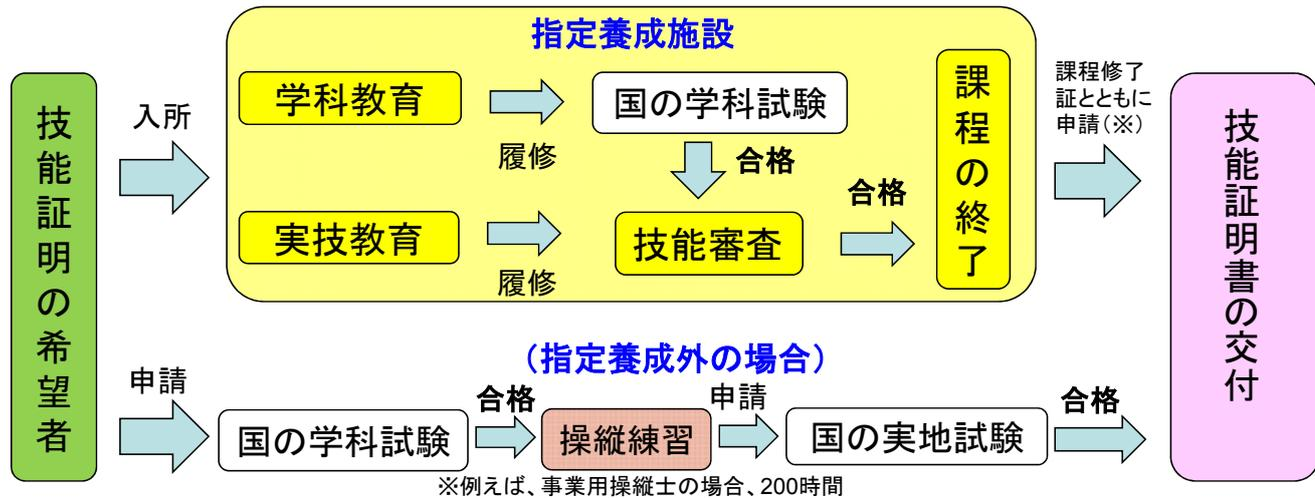 技能証明の希望者
入所
指定養成施設
学科教育
履修
国の学科試験
合格
実技教育
履修
技能審査
合格
課程の終了
課程修了
証とともに
申請(※)
技能証明書の交付
(指定養成外の場合)
申請
国の学科試験
合格
操縦練習
申請
国の実地試験
合格
※例えば、事業用操縦士の場合、200時間